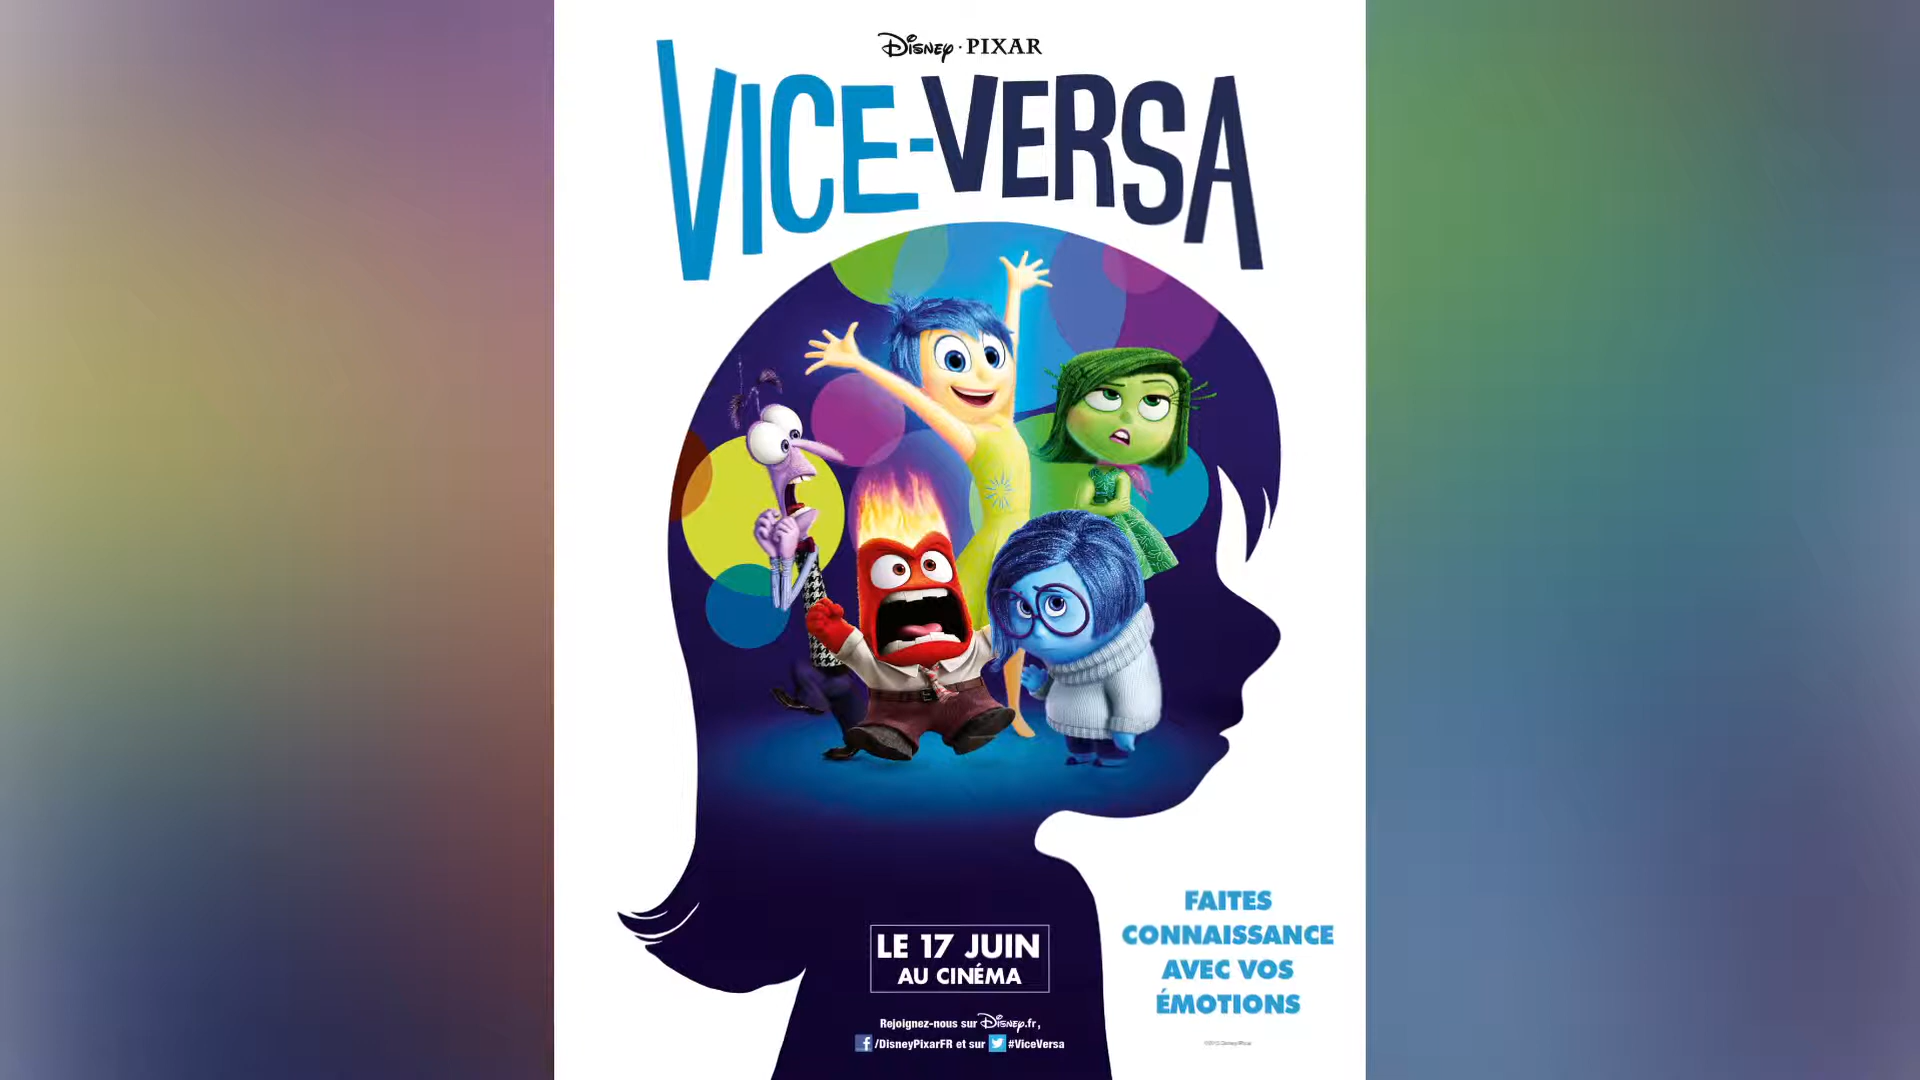 Disney · PIXAR
VICE-VERSA
FAITES
CONNAISSANCE
AVEC VOS
ÉMOTIONS
LE 17 JUIN
AU CINÉMA
Rejoignez-nous sur Disney.fr,
/DisneyPixarFR et sur #ViceVersa